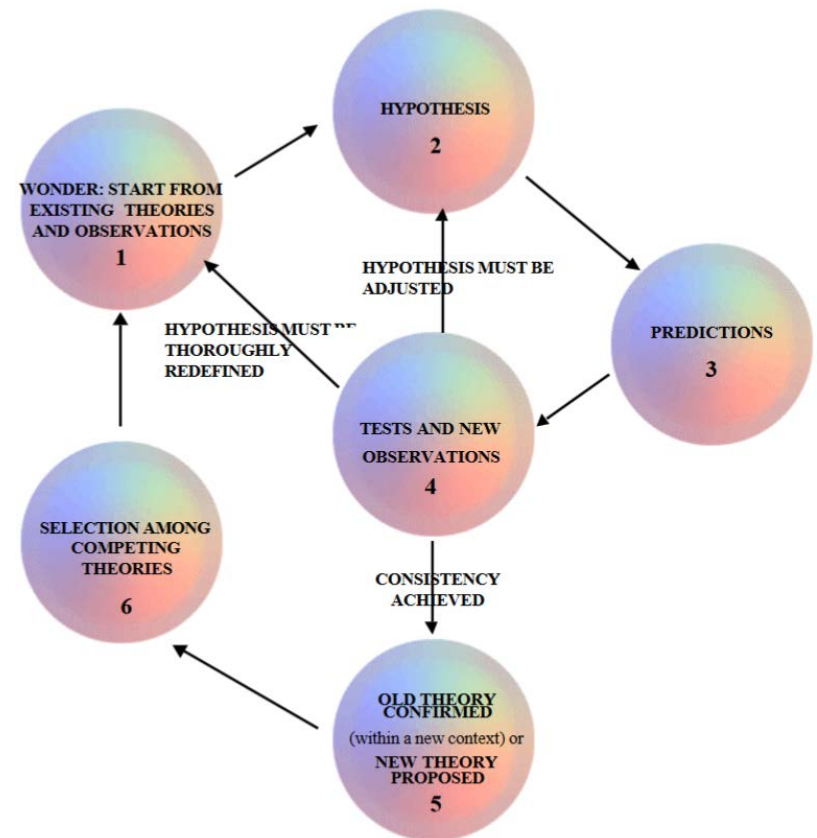 HYPOTHESIS
2
WONDER: START FROM
EXISTING THEORIES
AND OBSERVATIONS
1
HYPOTHESIS MUST BE
ADJUSTED
PREDICTIONS
3
HYPOTHESIS MUST
THOROUGHLY
REDEFINED
TESTS AND NEW
OBSERVATIONS
4
SELECTION AMONG
COMPETING
THEORIES
6
CONSISTENCY
ACHIEVED
OLD THEORY
CONFIRMED
(within a new context) or
NEW THEORY
PROPOSED
5